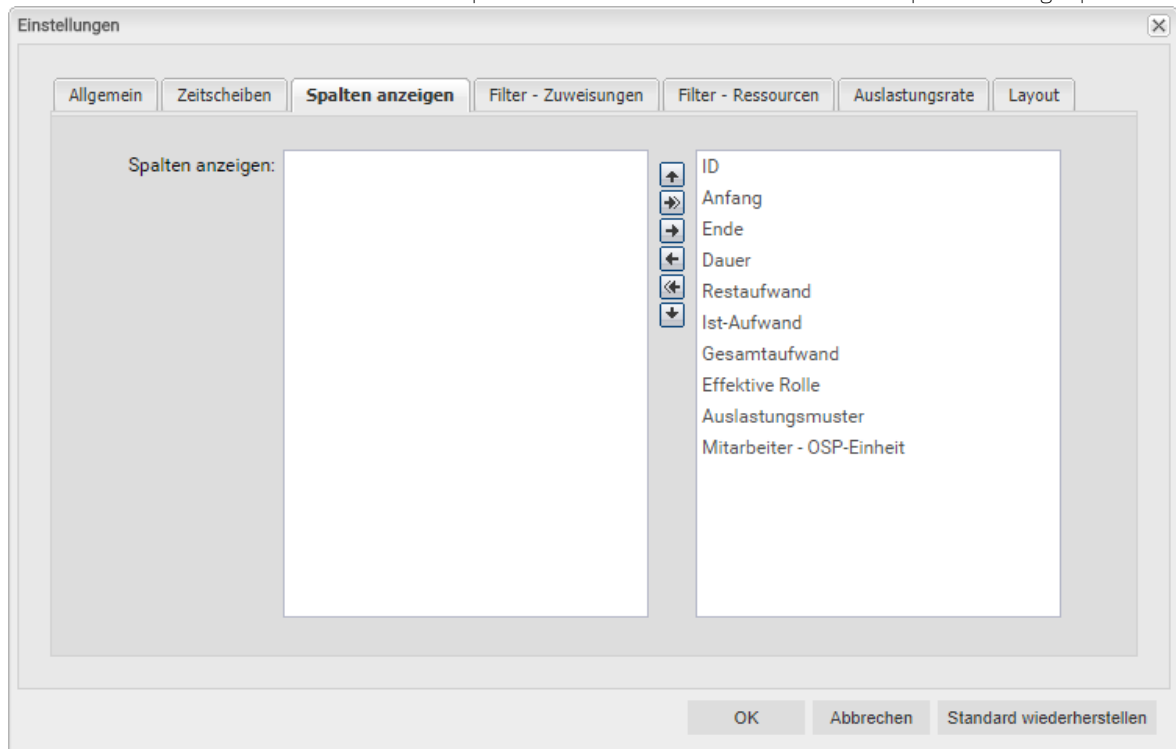 Einstellungen
Allgemein Zeitscheiben Spalten anzeigen Filter - Zuweisungen Filter - Ressourcen Auslastungsrate Layout
Spalten anzeigen:
ID
Anfang
Ende
Dauer
Restaufwand
Ist-Aufwand
Gesamtaufwand
Effektive Rolle
Auslastungsmuster
Mitarbeiter - OSP-Einheit
OK Abbrechen Standard wiederherstellen